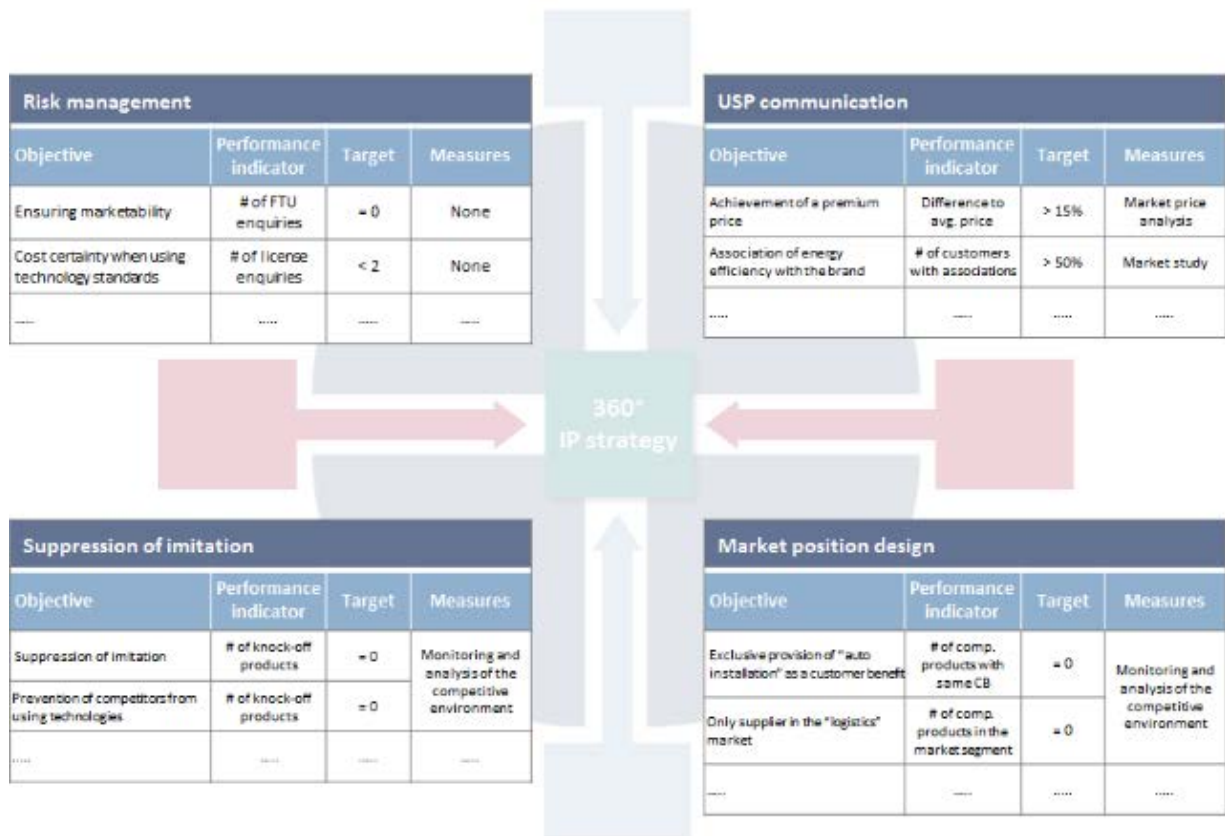 Risk management
Objective
Performance
indicator
Target
Measures
Ensuring marketability
# of FTU
enquiries
= 0
None
Cost certainty when using
technology standards
# of license
enquiries
< 2
None
.....
.....
.....
.....
USP communication
Objective
Performance
indicator
Target
Measures
Achievement of a premium
price
Difference to
avg. price
> 15%
Market price
analysis
Association of energy
efficiency with the brand
# of customers
with associations
> 50%
Market study
.....
.....
.....
.....
360°
IP strategy
Suppression of imitation
Objective
Performance
indicator
Target
Measures
Suppression of imitation
# of knock-off
products
= 0
Monitoring and
analysis of the
competitive
environment
Prevention of competitors from
using technologies
# of knock-off
products
= 0
.....
.....
.....
.....
Market position design
Objective
Performance
indicator
Target
Measures
Exclusive provision of "auto
installation" as a customer benefit
# of comp.
products with
same CB
= 0
Monitoring and
analysis of the
competitive
environment
Only supplier in the "logistics"
market
# of comp.
products in the
market segment
= 0
.....
.....
.....
.....